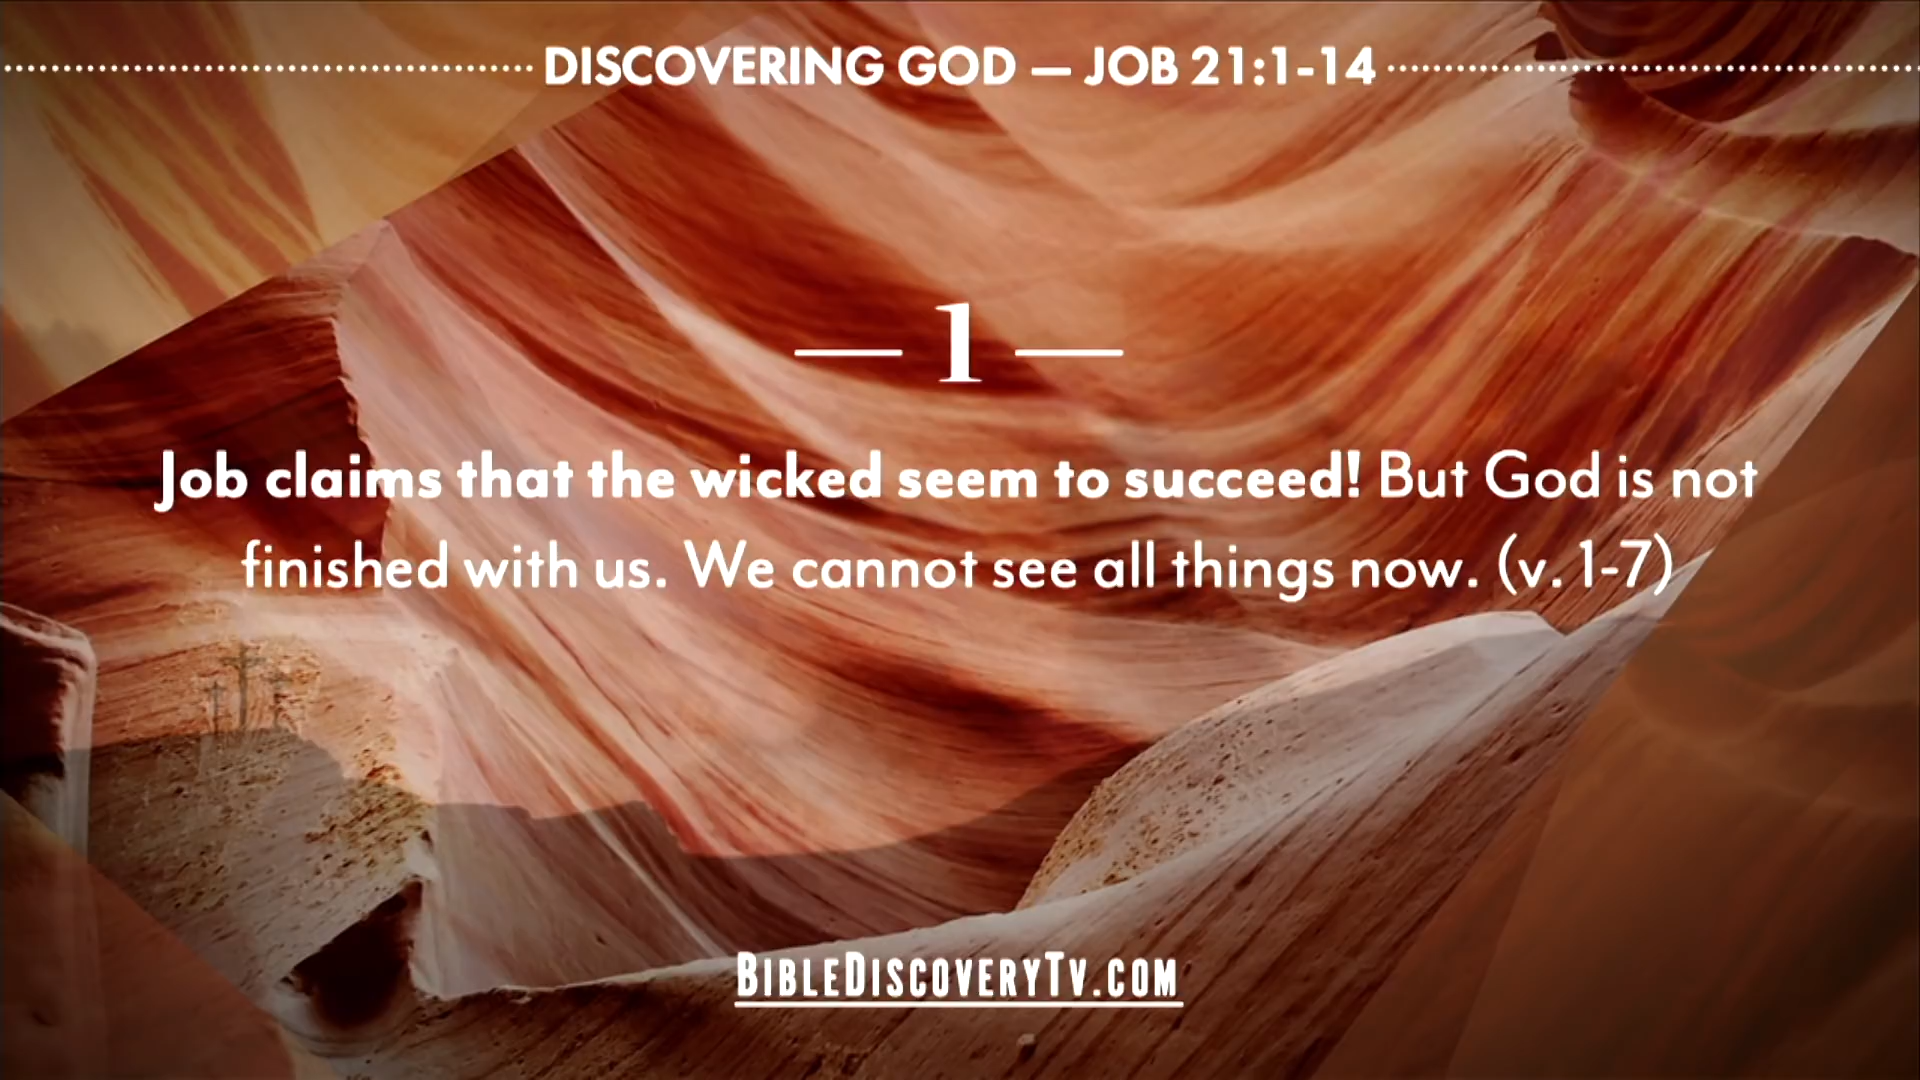 DISCOVERING GOD — JOB 21:1-14
— 1 —
Job claims that the wicked seem to succeed! But God is not
finished with us. We cannot see all things now. (v. 1-7)
BIBLEDISCOVERYTV.COM